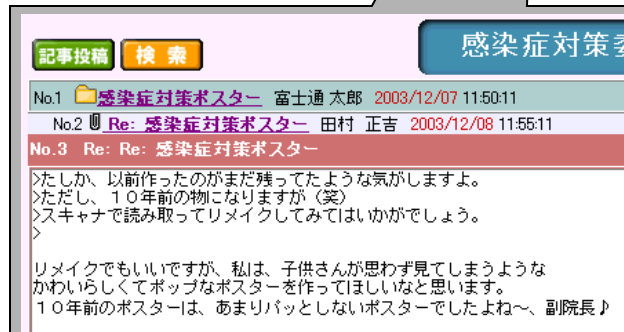 感染症対策
記事投稿 検 索
No.1 感染症対策ポスター 富士通 太郎 2003/12/07 11:50:11
No.2 Re: 感染症対策ポスター 田村 正吉 2003/12/08 11:55:11
No.3 Re: Re: 感染症対策ポスター
>たしか、以前作ったのがまだ残ってたような気がしますよ。
>ただし、１０年前の物になりますが（笑）
>スキャナで読み取ってリメイクしてみてはいかがでしょう。
>
リメイクでもいいですが、私は、子供さんが思わず見てしまうような
かわいらしくてポップなポスターを作ってほしいなと思います。
１０年前のポスターは、あまりパッとしないポスターでしたよね～、副院長♪